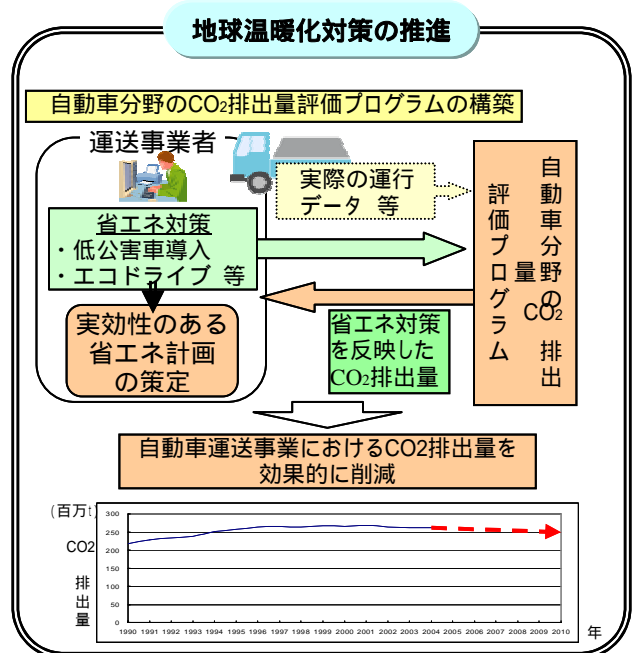 地球温暖化対策の推進
自動車分野のCO₂排出量評価プログラムの構築
運送事業者
実際の運行
データ 等
省エネ対策
・低公害車導入
・エコドライブ 等
自動車分野のCO₂排出量
評価プログラム
実効性のある
省エネ計画
の策定
省エネ対策
を反映した
CO₂排出量
自動車運送事業におけるCO2排出量を
効果的に削減
(百万t)
CO2
排
出
量
300
250
200
150
100
50
0
1990 1991 1992 1993 1994 1995 1996 1997 1998 1999 2000 2001 2002 2003 2004 2005 2006 2007 2008 2009 2010
年